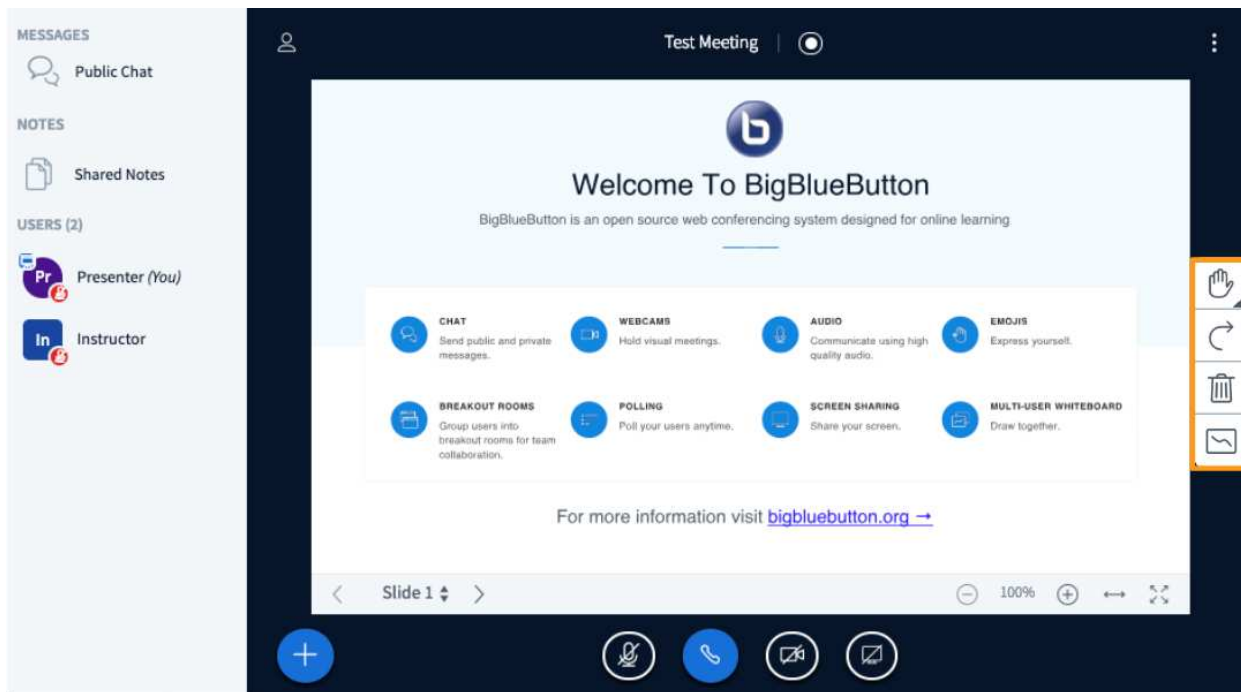 MESSAGES
Public Chat
NOTES
Shared Notes
USERS (2)
Pr
Presenter (You)
In
Instructor
Test Meeting
b
Welcome To BigBlueButton
BigBlueButton is an open source web conferencing system designed for online learning
CHAT
Send public and private
messages.
WEBCAMS
Hold visual meetings.
AUDIO
Communicate using high
quality audio.
EMOJIS
Express yourself.
BREAKOUT ROOMS
Group users into
breakout rooms for team
collaboration.
POLLING
Poll your users anytime.
SCREEN SHARING
Share your screen.
MULTI-USER WHITEBOARD
Draw together.
For more information visit bigbluebutton.org →
Slide 1
100%